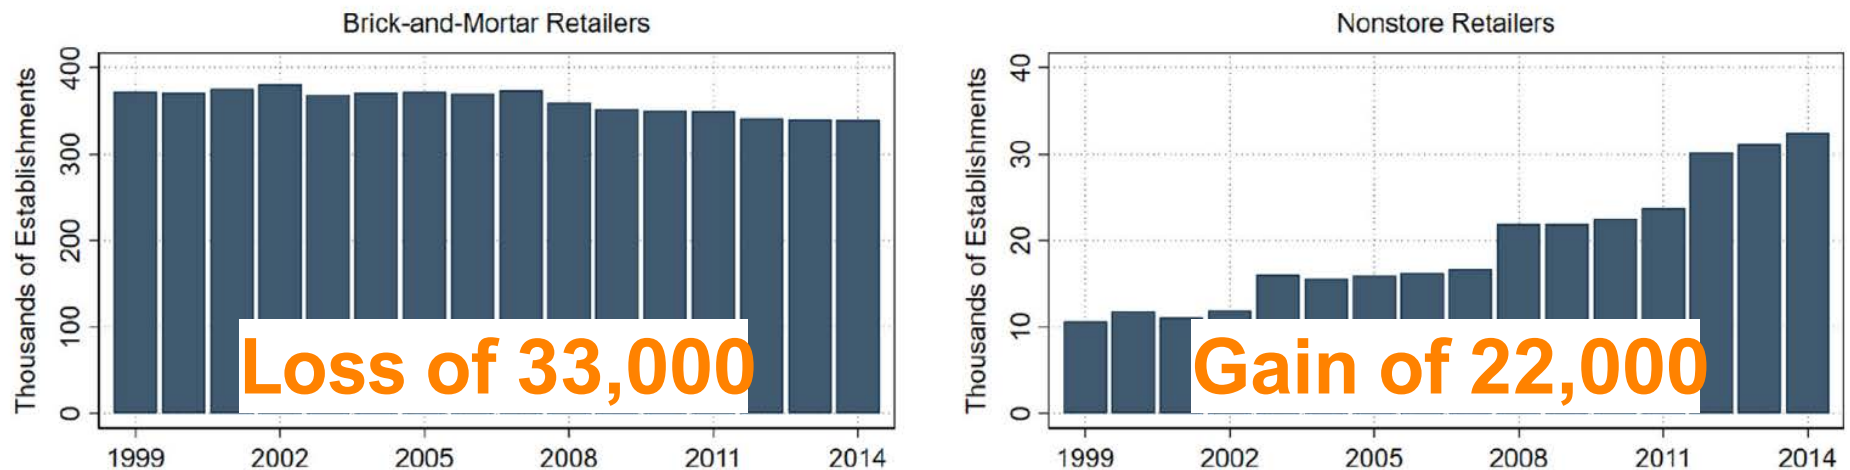 Brick-and-Mortar Retailers
Thousands of Establishments
400
300
200
100
0
Loss of 33,000
1999 2002 2005 2008 2011 2014
Nonstore Retailers
Thousands of Establishments
40
30
20
10
0
Gain of 22,000
1999 2002 2005 2008 2011 2014